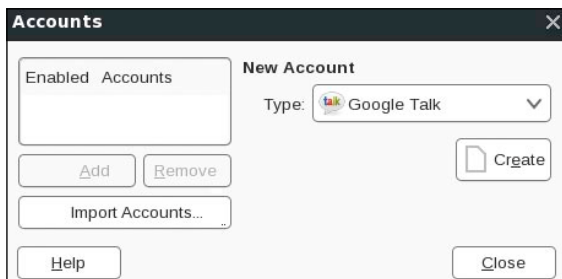 Accounts
Enabled Accounts
New Account
Type: talk Google Talk
Create
Add Remove
Import Accounts...
Help Close